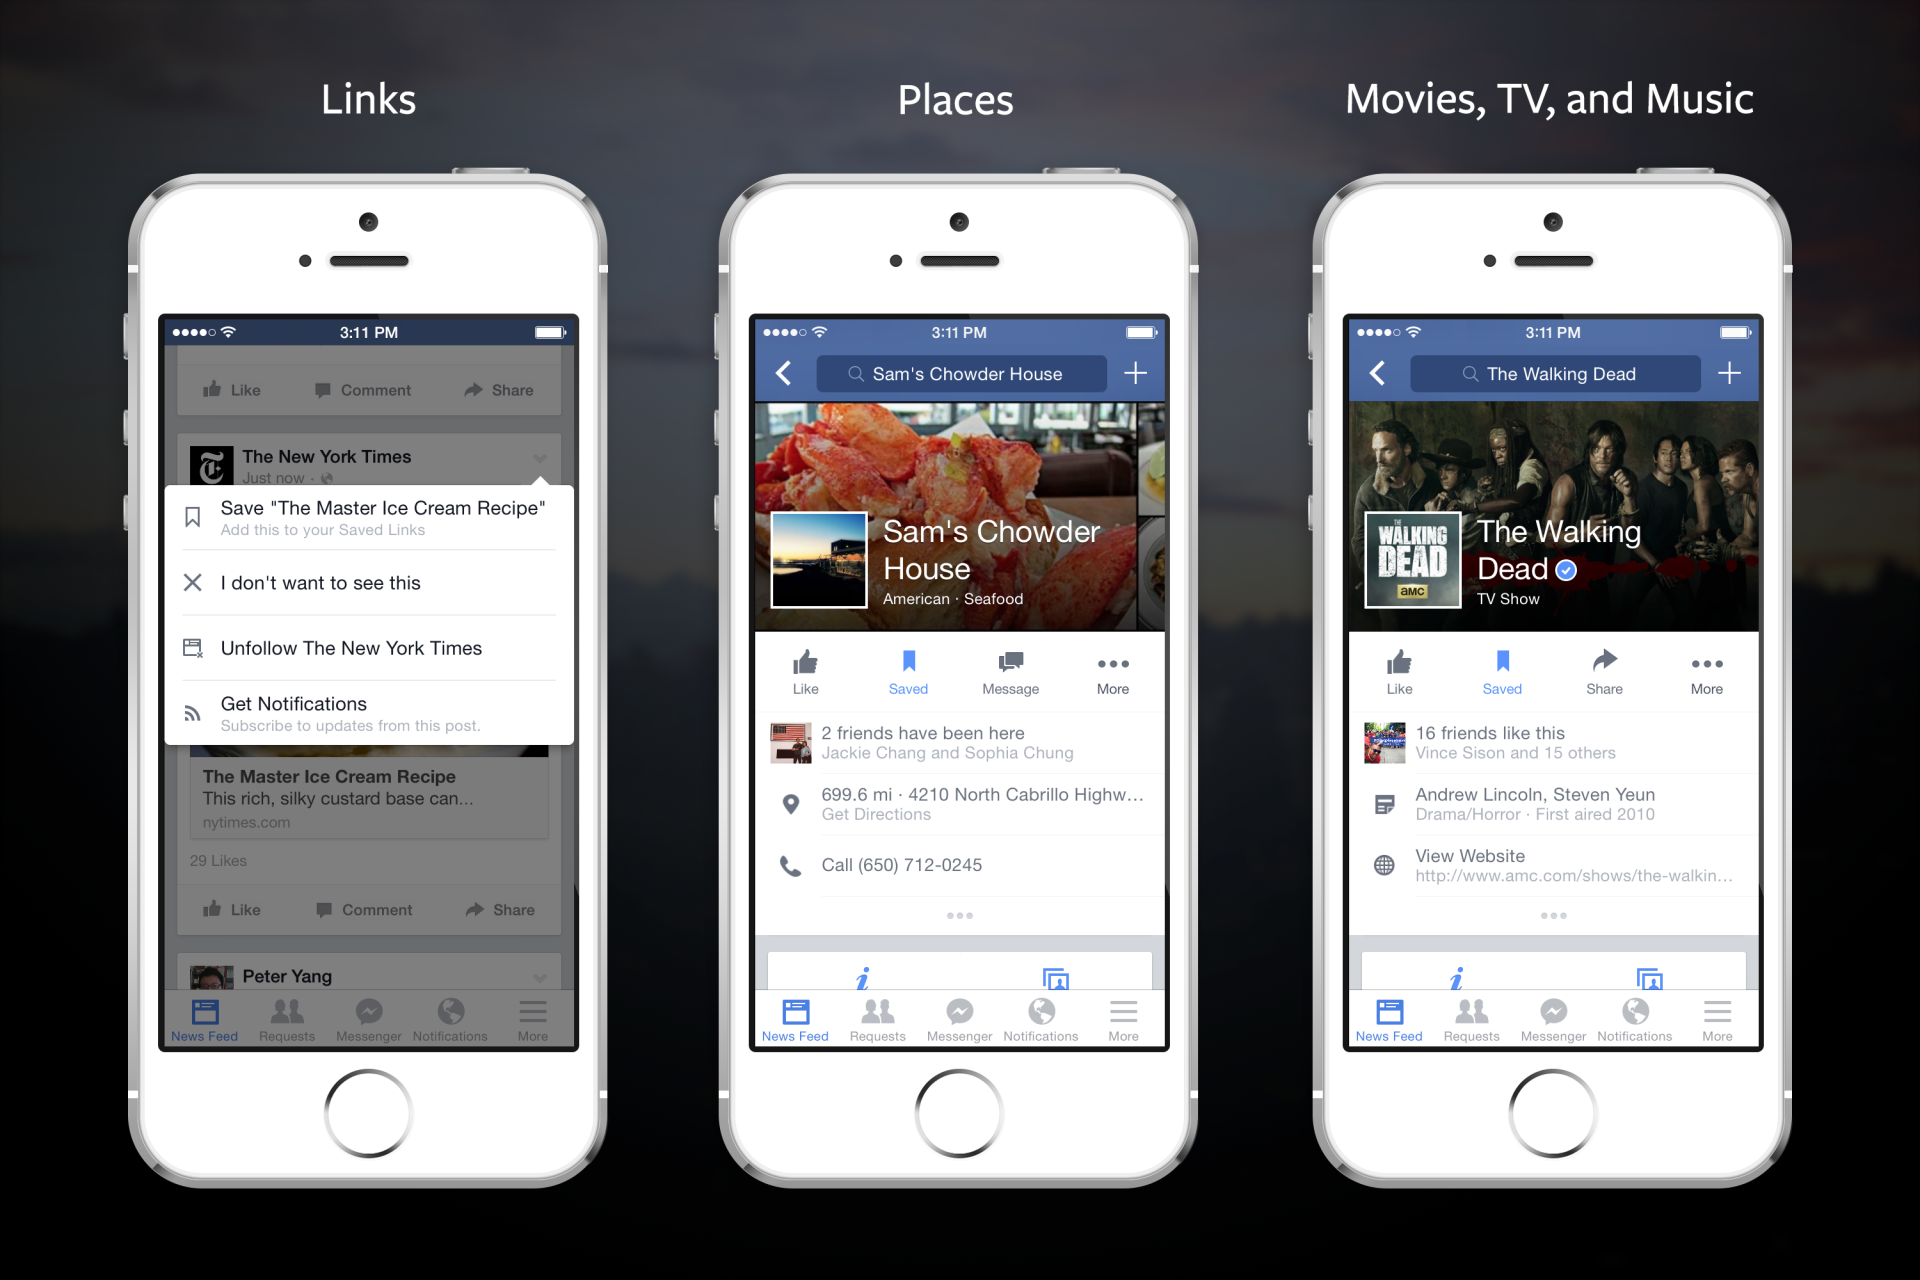 Links
3:11 PM
Like Comment Share
The New York Times
Just now ·
Save "The Master Ice Cream Recipe"
Add this to your Saved Links
I don't want to see this
Unfollow The New York Times
Get Notifications
Subscribe to updates from this post.
The Master Ice Cream Recipe
This rich, silky custard base can...
nytimes.com
29 Likes
Like Comment Share
Peter Yang
News Feed Requests Messenger Notifications More
Places
3:11 PM
Sam's Chowder House
Sam's Chowder
House
American · Seafood
Like Saved Message More
2 friends have been here
Jackie Chang and Sophia Chung
699.6 mi · 4210 North Cabrillo Highw...
Get Directions
Call (650) 712-0245
News Feed Requests Messenger Notifications More
Movies, TV, and Music
3:11 PM
The Walking Dead
THE
WALKING
DEAD
amc
The Walking
Dead
TV Show
Like Saved Share More
16 friends like this
Vince Sison and 15 others
Andrew Lincoln, Steven Yeun
Drama/Horror · First aired 2010
View Website
http://www.amc.com/shows/the-walkin...
News Feed Requests Messenger Notifications More